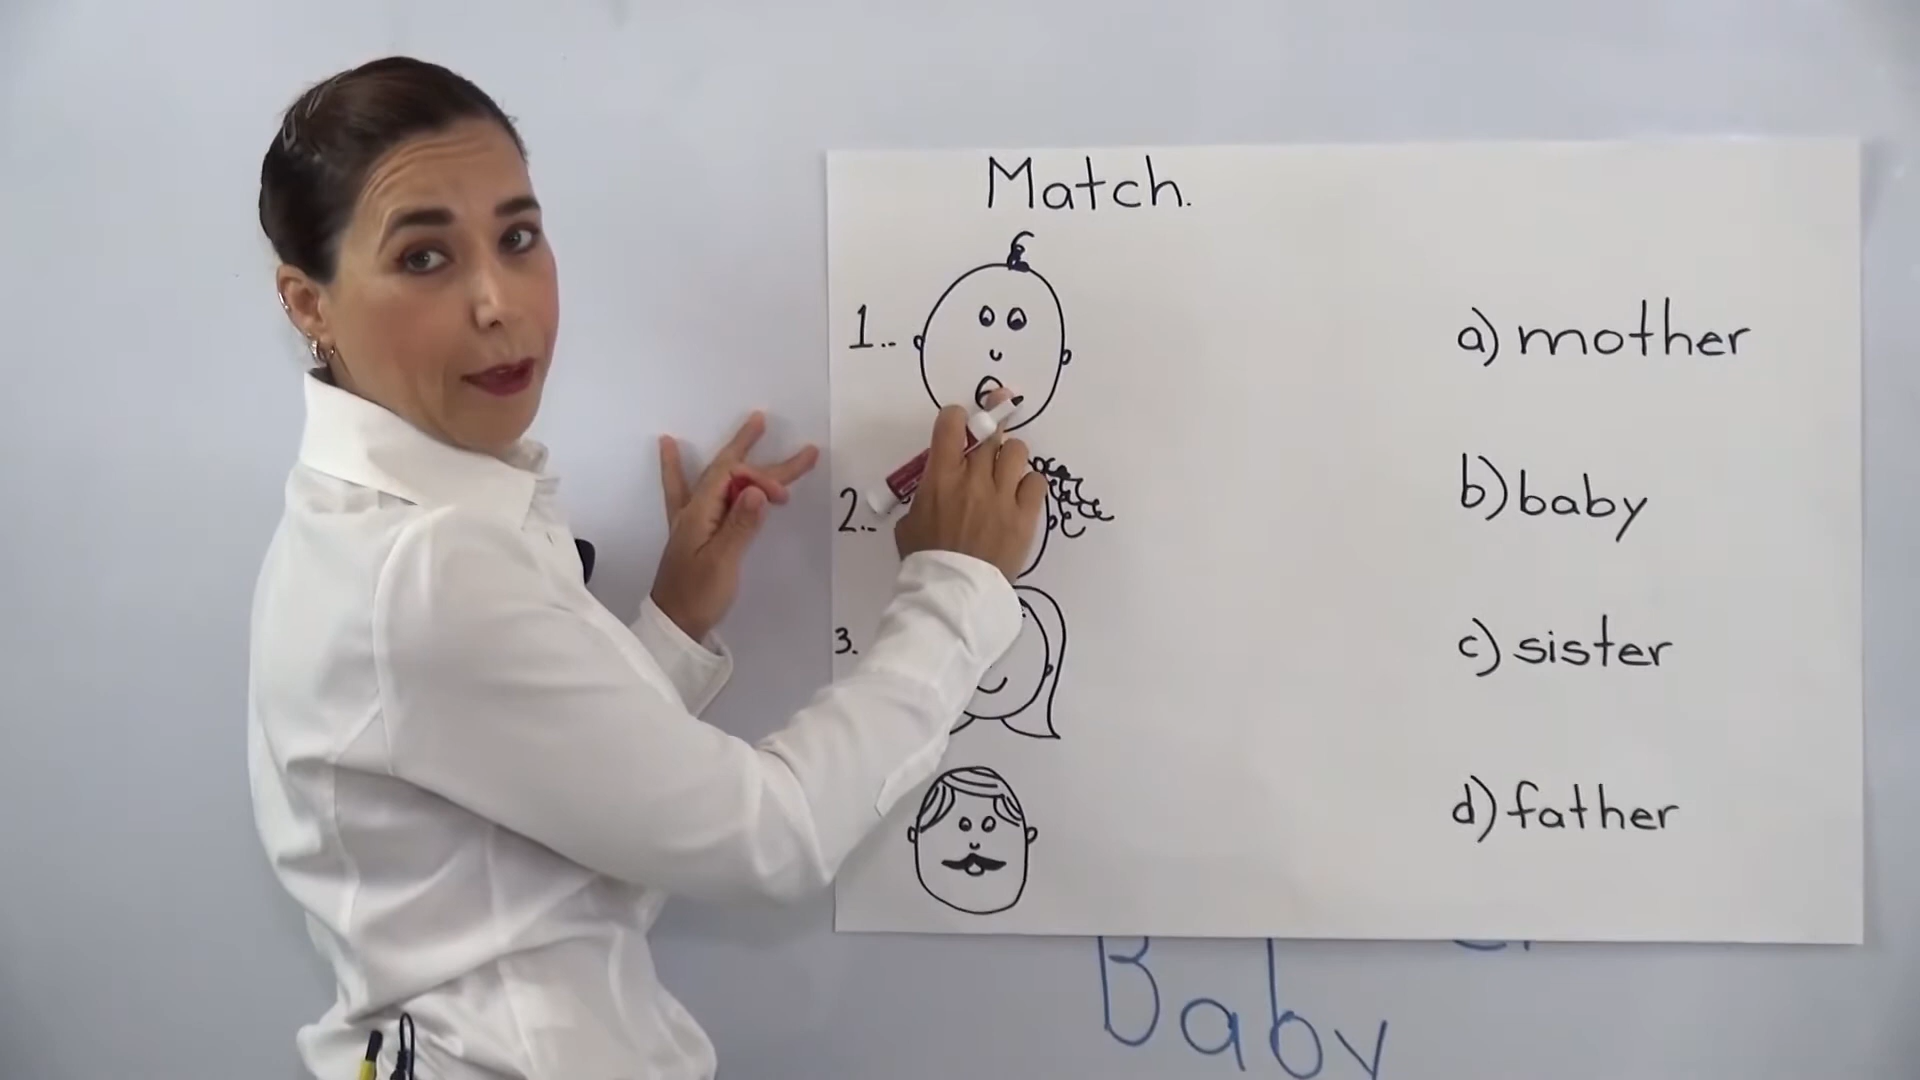 Match.
1..
a) mother
2..
b) baby
3.
c) sister
d) father
Baby